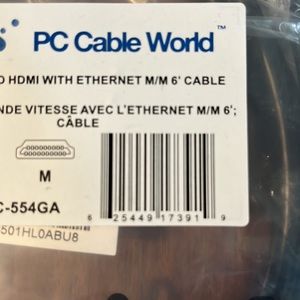 PC Cable World™
HDMI WITH ETHERNET M/M 6' CABLE
NDE VITESSE AVEC L'ETHERNET M/M 6';
CÂBLE
M
C-554GA
6 25449 17391 9
501HL0ABU8